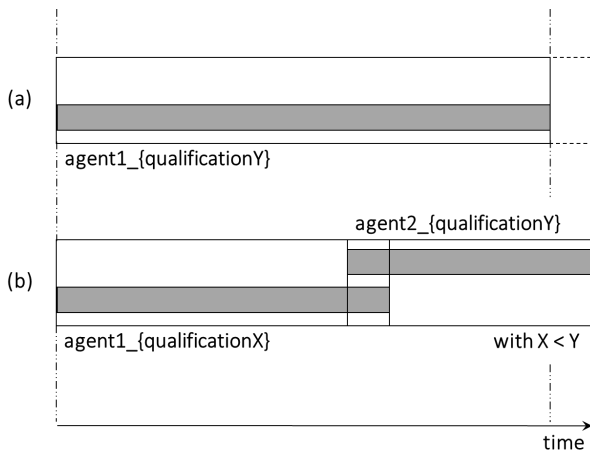 (a)
agent1_{qualificationY}
agent2_{qualificationY}
(b)
agent1_{qualificationX}
with X < Y
time